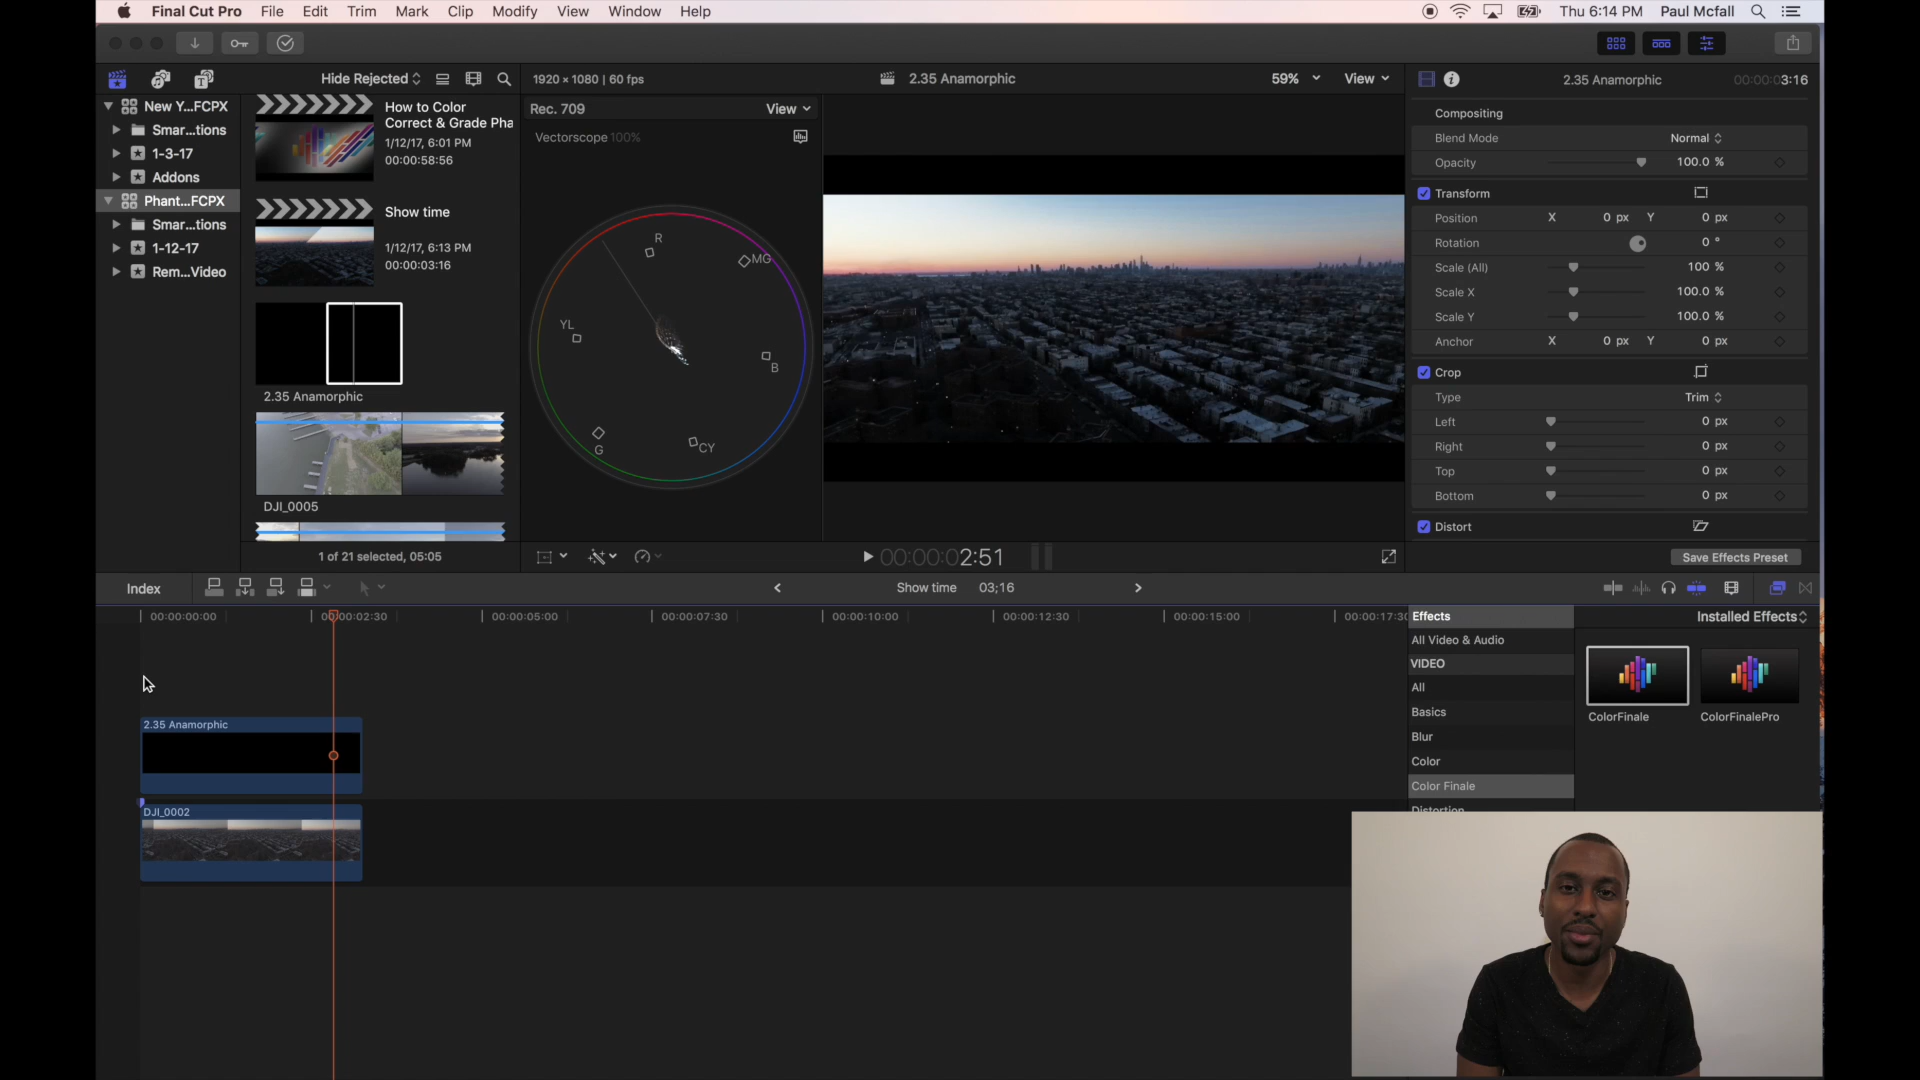 Final Cut Pro File Edit Trim Mark Clip Modify View Window Help Thu 6:14 PM Paul Mcfall
Hide Rejected
1920 × 1080 | 60 fps
2.35 Anamorphic
59%
View
2.35 Anamorphic
00:00:03:16
New Y...FCPX
Smar...tions
1-3-17
Addons
Phant...FCPX
Smar...tions
1-12-17
Rem...Video
How to Color
Correct & Grade Pha
1/12/17, 6:01 PM
00:00:58:56
Show time
1/12/17, 6:13 PM
00:00:03:16
2.35 Anamorphic
DJI_0005
1 of 21 selected, 05:05
Rec. 709
View
Vectorscope 100%
R
MG
YL
B
G
CY
00:00:02:51
Compositing
Blend Mode Normal
Opacity 100.0 %
Transform
Position X 0 px Y 0 px
Rotation 0 °
Scale (All) 100 %
Scale X 100.0 %
Scale Y 100.0 %
Anchor X 0 px Y 0 px
Crop
Type Trim
Left 0 px
Right 0 px
Top 0 px
Bottom 0 px
Distort
Save Effects Preset
Index
Show time 03;16
00:00:00:00 00:00:02:30 00:00:05:00 00:00:07:30 00:00:10:00 00:00:12:30 00:00:15:00 00:00:17:30
2.35 Anamorphic
DJI_0002
Effects
Installed Effects
All Video & Audio
VIDEO
All
Basics
Blur
Color
Color Finale
Distortion
ColorFinale
ColorFinalePro